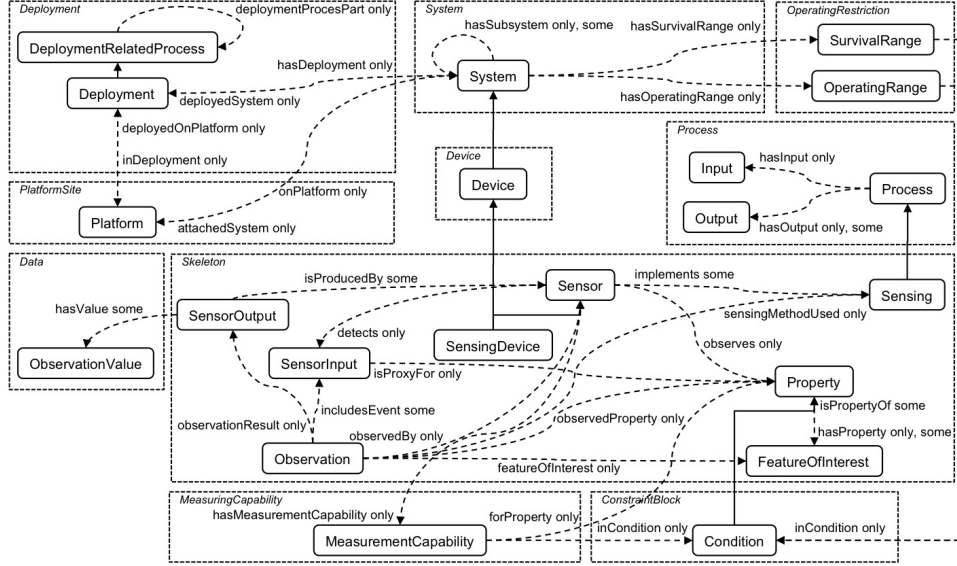 Deployment
deploymentProcesPart only
DeploymentRelatedProcess
Deployment
hasDeployment only
deployedSystem only
deployedOnPlatform only
inDeployment only
System
hasSubsystem only, some
System
hasSurvivalRange only
hasOperatingRange only
OperatingRestriction
SurvivalRange
OperatingRange
Process
Input
hasInput only
Process
Output
hasOutput only, some
Device
Device
PlatformSite
onPlatform only
Platform
attachedSystem only
Data
hasValue some
ObservationValue
Skeleton
isProducedBy some
Sensor
implements some
SensorOutput
Sensing
sensingMethodUsed only
detects only
SensingDevice
observes only
SensorInput
isProxyFor only
Property
isPropertyOf some
includesEvent some
observationResult only
observedBy only
observedProperty only
hasProperty only, some
Observation
featureOfInterest only
FeatureOfInterest
MeasuringCapability
hasMeasurementCapability only
forProperty only
MeasurementCapability
ConstraintBlock
inCondition only
inCondition only
Condition